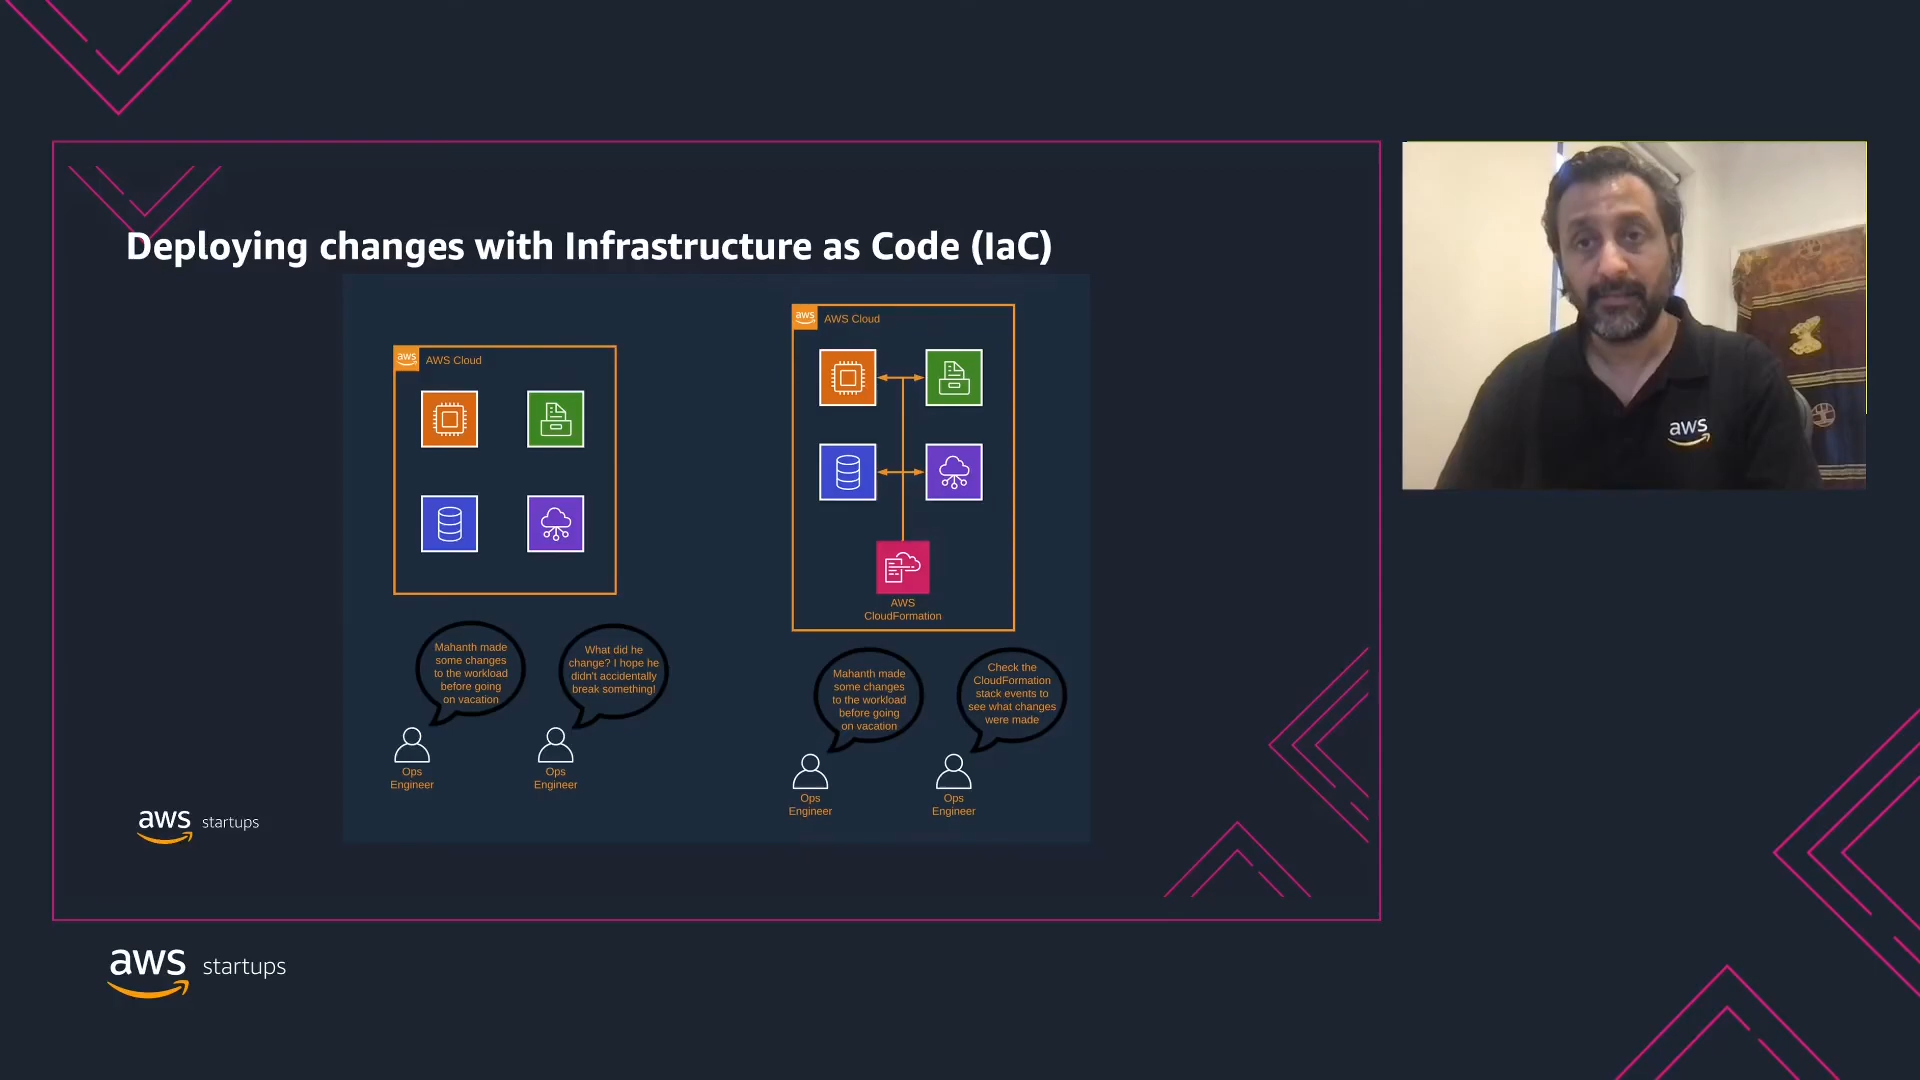 Deploying changes with Infrastructure as Code (IaC)
aws
AWS Cloud
Mahanth made
some changes
to the workload
before going
on vacation
What did he
change? I hope he
didn't accidentally
break something!
Ops
Engineer
Ops
Engineer
aws
AWS Cloud
AWS
CloudFormation
Mahanth made
some changes
to the workload
before going
on vacation
Check the
CloudFormation
stack events to
see what changes
were made
Ops
Engineer
Ops
Engineer
aws startups
aws
aws startups